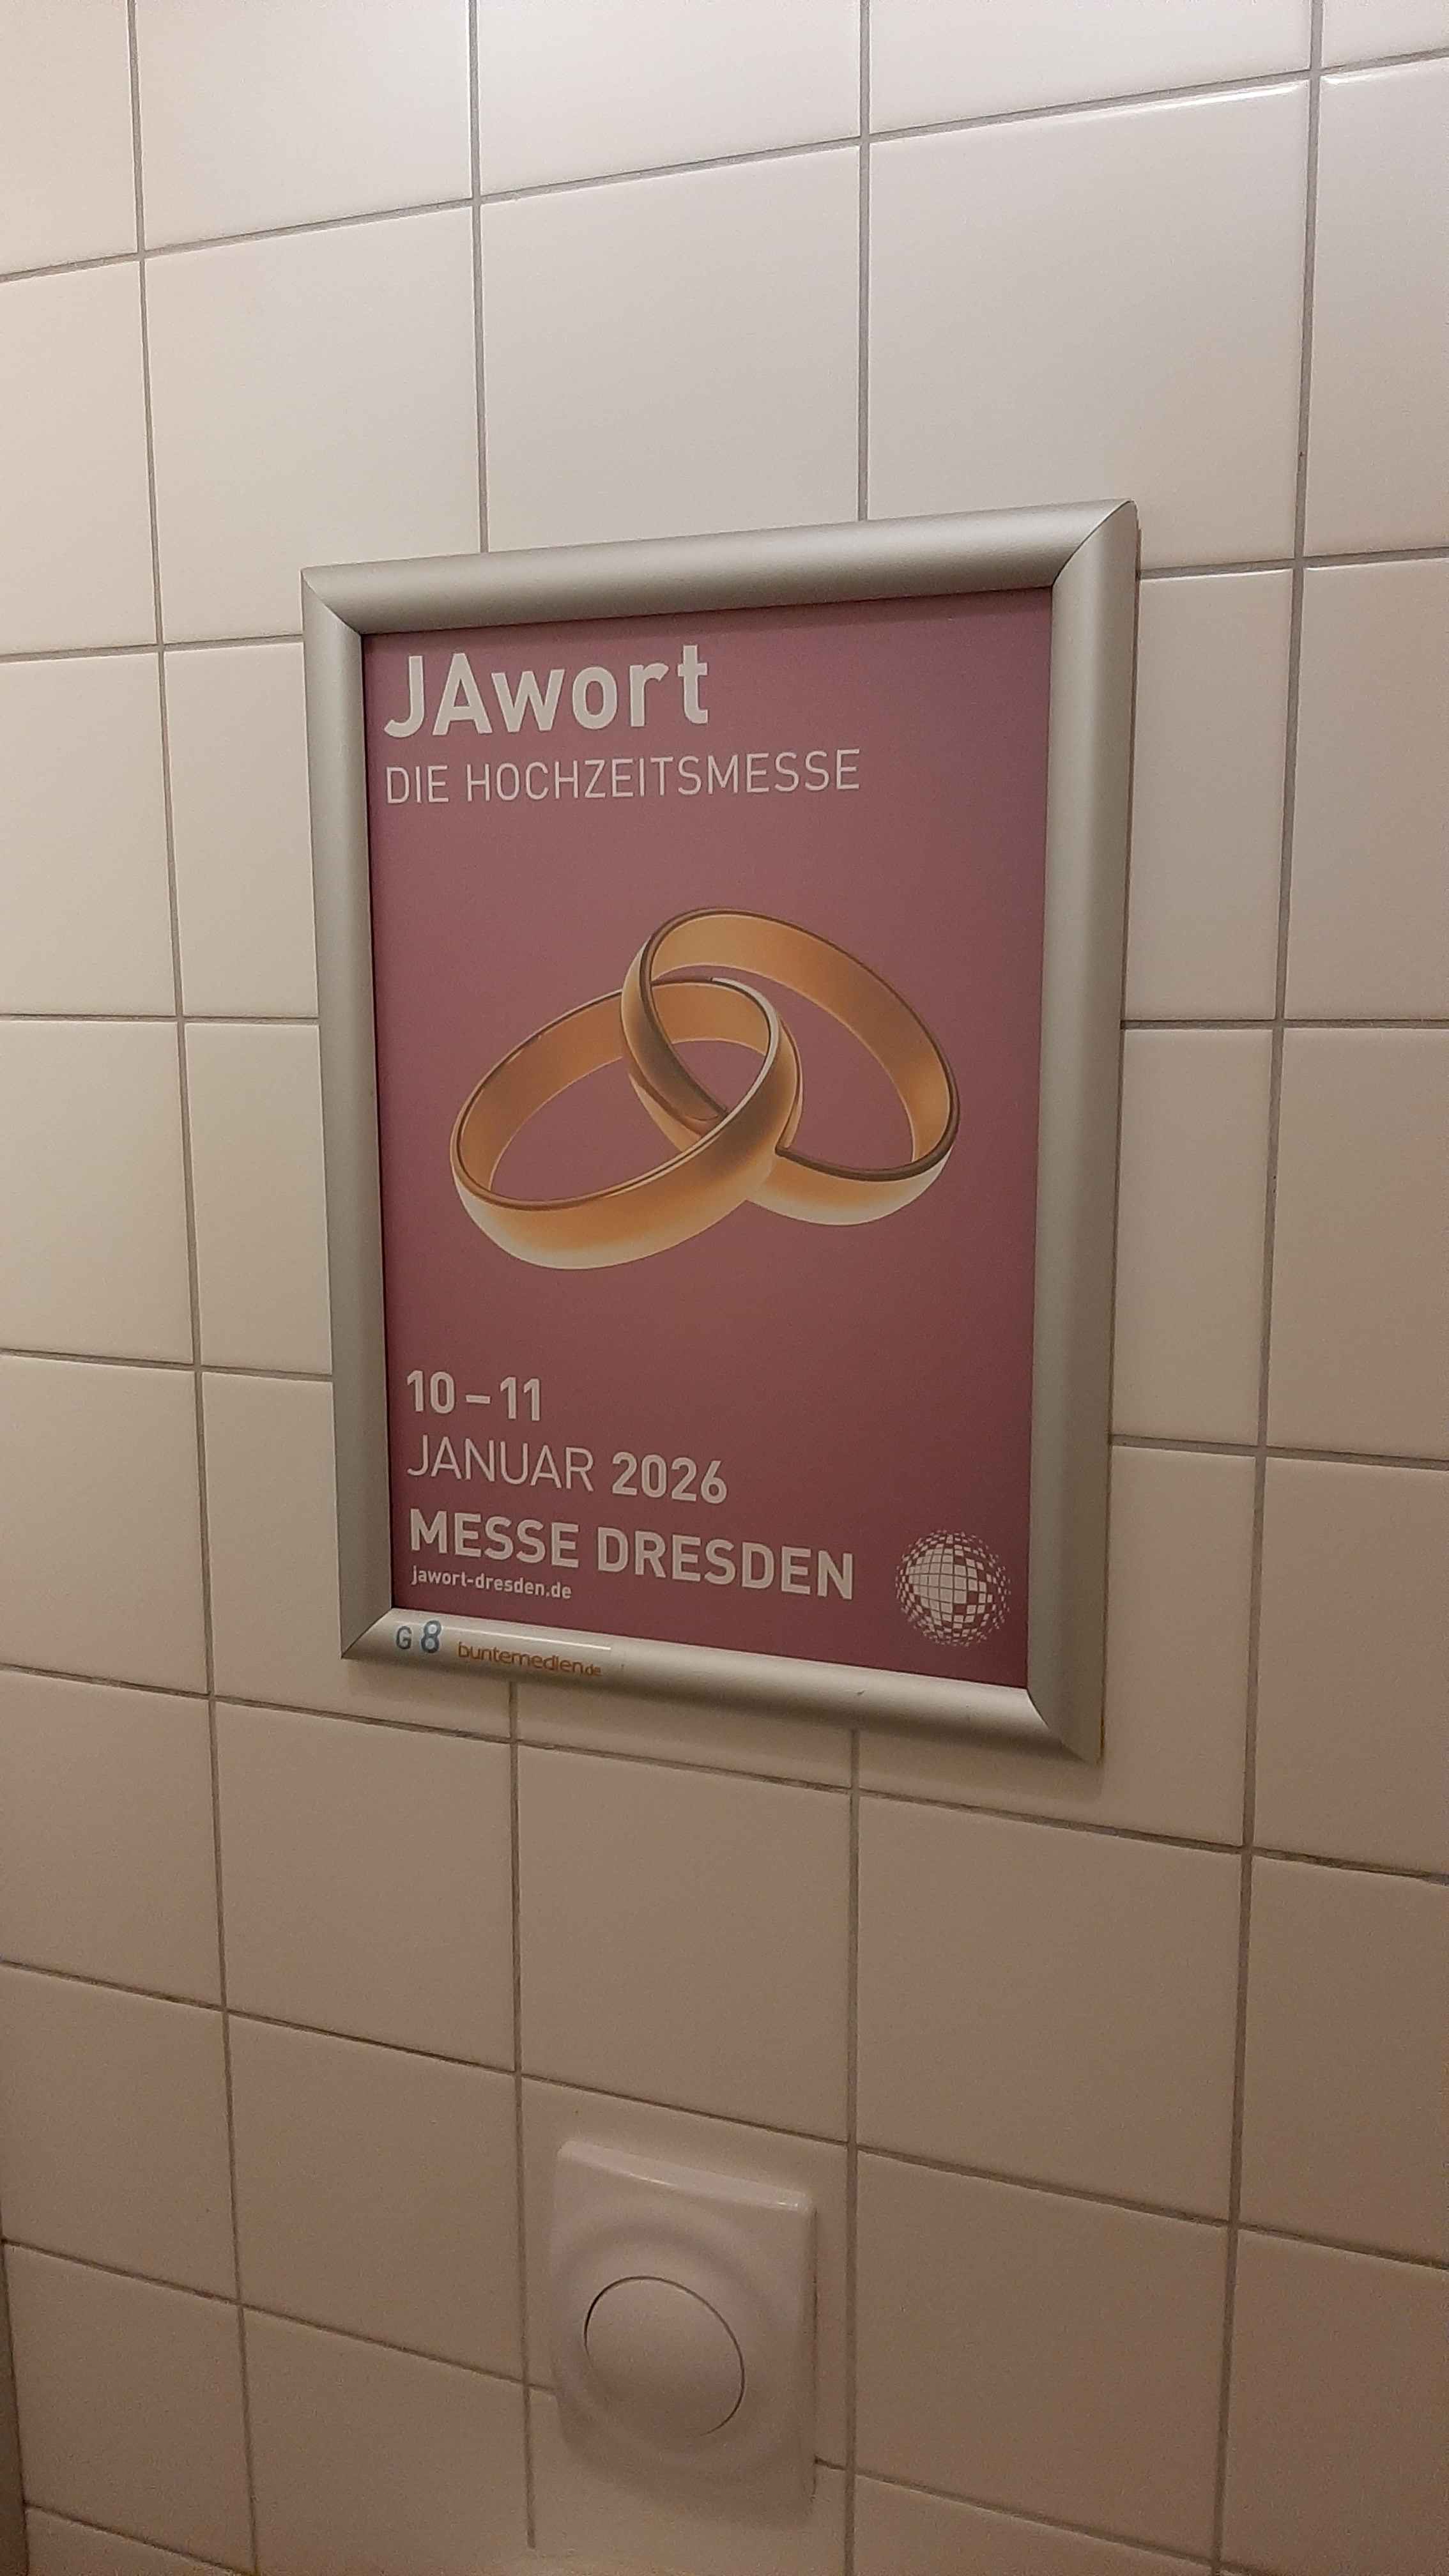 JAwort
DIE HOCHZEITSMESSE
10 – 11
JANUAR 2026
MESSE DRESDEN
jawort-dresden.de
G 8 buntemedien.de